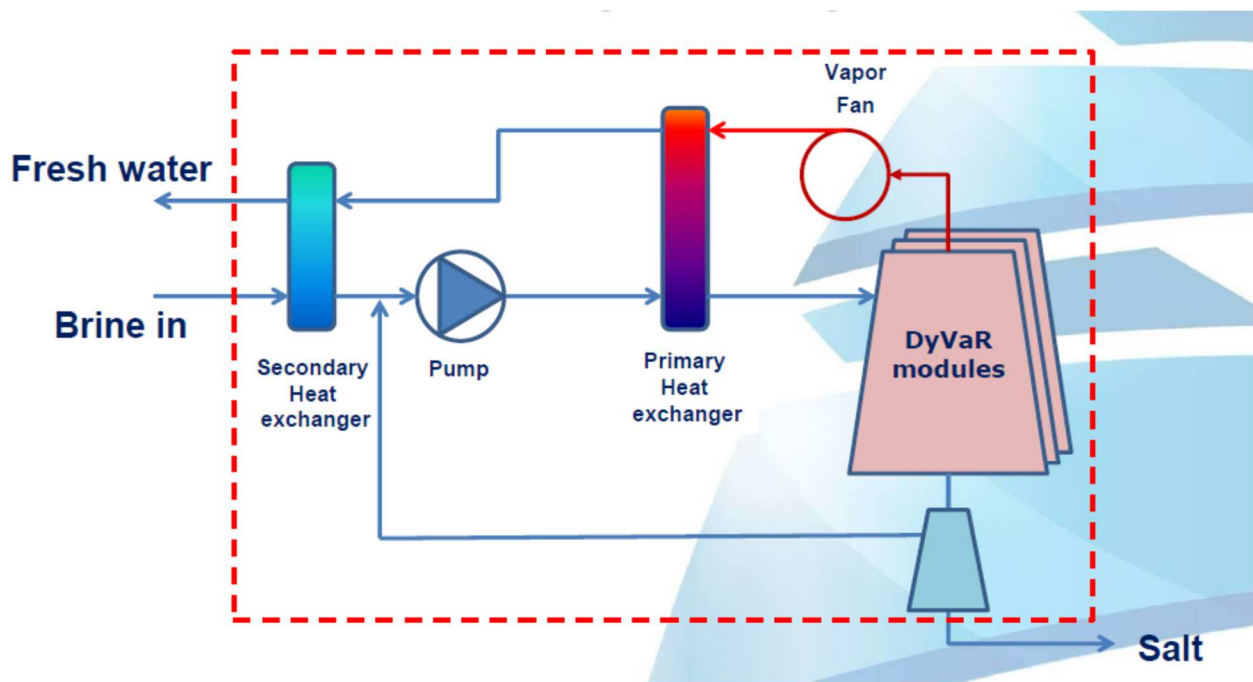 Vapor
Fan
Fresh water
Brine in
Secondary
Heat
exchanger
Pump
Primary
Heat
exchanger
DyVaR
modules
Salt